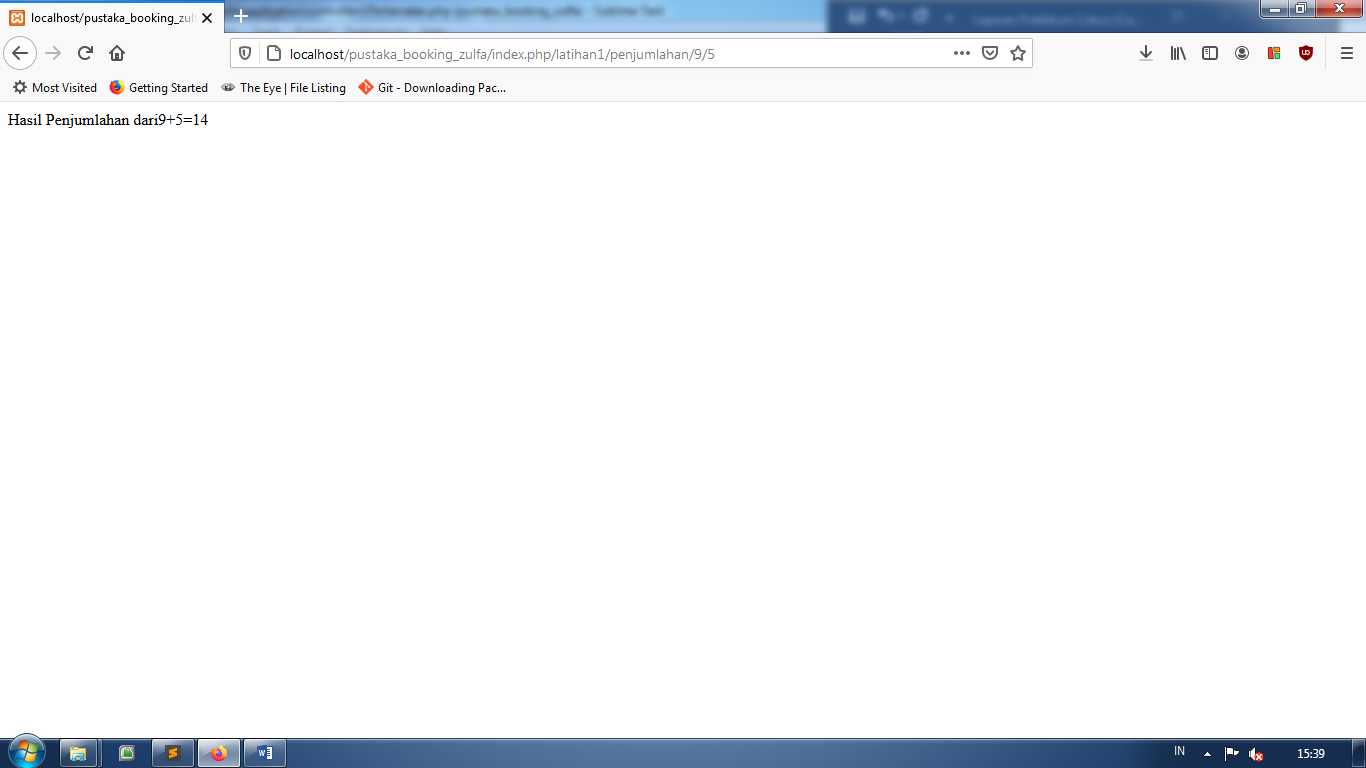 localhost/pustaka_booking_zul
localhost/pustaka_booking_zulfa/index.php/latihan1/penjumlahan/9/5
Most Visited Getting Started The Eye | File Listing Git - Downloading Pac...
Hasil Penjumlahan dari9+5=14
IN 15:39